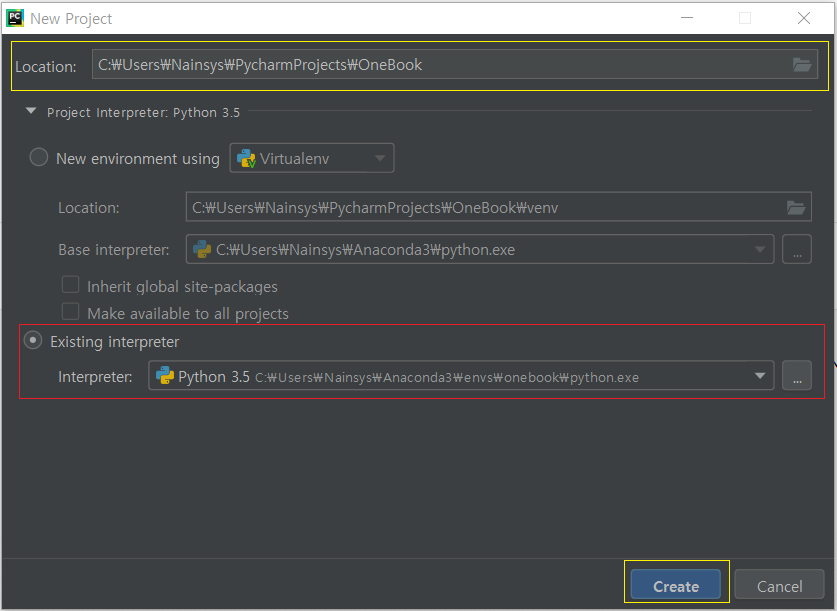 PC New Project
Location: C:₩Users₩Nainsys₩PycharmProjects₩OneBook
Project Interpreter: Python 3.5
New environment using Virtualenv
Location: C:₩Users₩Nainsys₩PycharmProjects₩OneBook₩venv
Base interpreter: C:₩Users₩Nainsys₩Anaconda3₩python.exe ...
Inherit global site-packages
Make available to all projects
Existing interpreter
Interpreter: Python 3.5 C:₩Users₩Nainsys₩Anaconda3₩envs₩onebook₩python.exe ...
Create Cancel